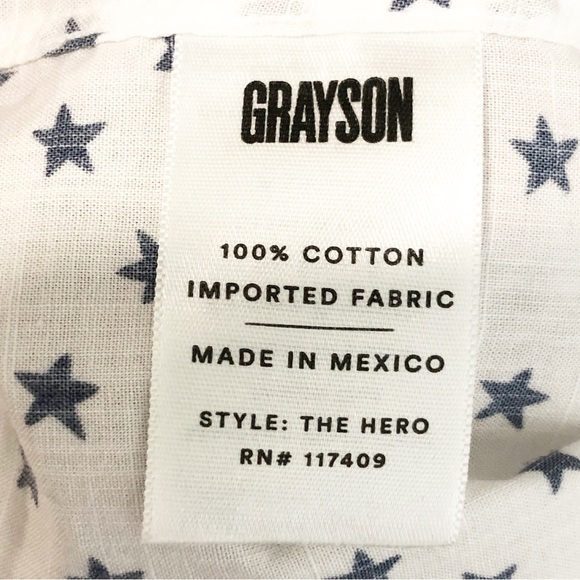 GRAYSON
100% COTTON
IMPORTED FABRIC
MADE IN MEXICO
STYLE: THE HERO
RN# 117409